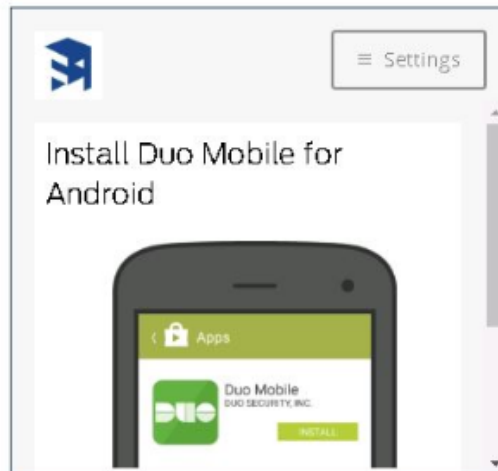 ≡ Settings
Install Duo Mobile for
Android
Apps
Duo Mobile
DUO SECURITY, INC.
INSTALL
DUO